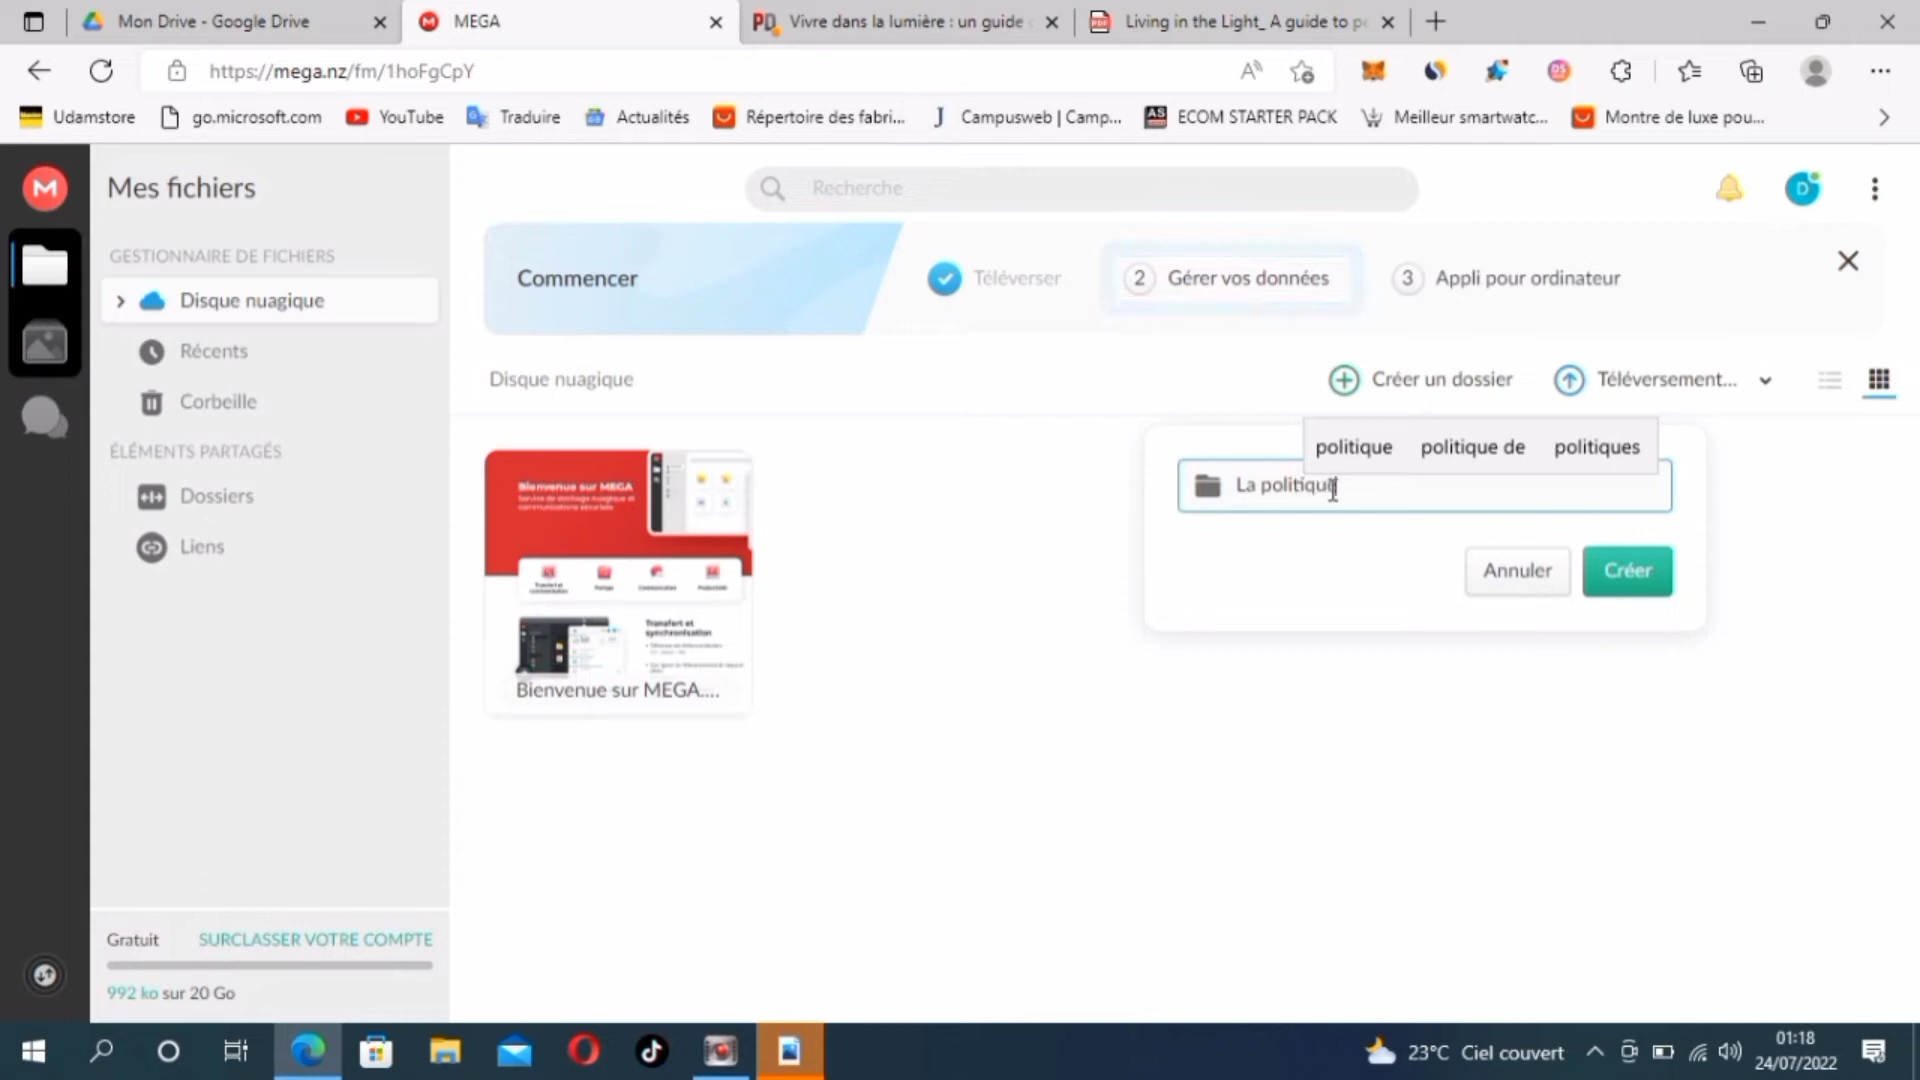 Mon Drive - Google Drive
MEGA
Vivre dans la lumière : un guide
Living in the Light_ A guide to pe
https://mega.nz/fm/1hoFgCpY
Udamstore
go.microsoft.com
YouTube
Traduire
Actualités
Répertoire des fabri...
Campusweb | Camp...
ECOM STARTER PACK
Meilleur smartwatc...
Montre de luxe pou...
Mes fichiers
Recherche
D
GESTIONNAIRE DE FICHIERS
Disque nuagique
Récents
Corbeille
ÉLÉMENTS PARTAGÉS
Dossiers
Liens
Commencer
Téléverser
2 Gérer vos données
3 Appli pour ordinateur
Disque nuagique
Créer un dossier
Téléversement...
politique politique de politiques
La politique
Annuler
Créer
Bienvenue sur MEGA
Transfert et
synchronisation
Bienvenue sur MEGA....
Gratuit
SURCLASSER VOTRE COMPTE
992 ko sur 20 Go
23°C Ciel couvert
01:18
24/07/2022